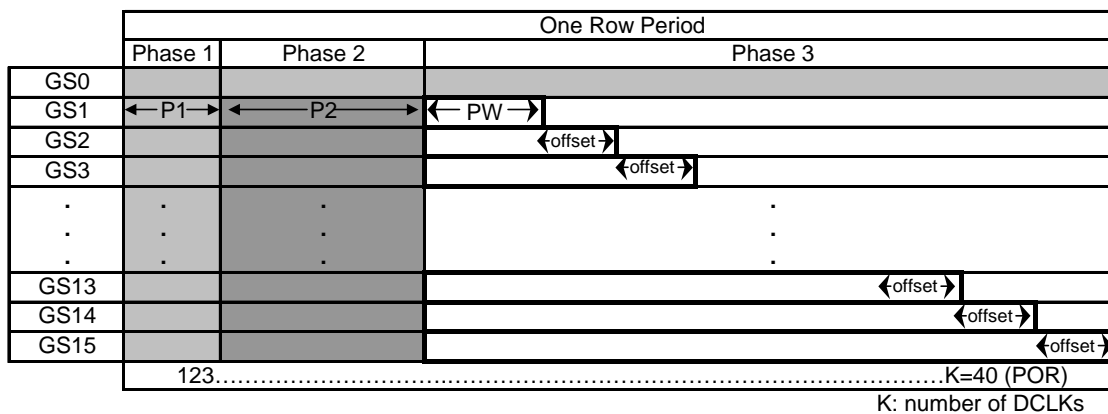 One Row Period
Phase 1 Phase 2 Phase 3
GS0
GS1 P1 P2 PW
GS2 offset
GS3 offset
. . .
. . .
. . .
GS13 offset
GS14 offset
GS15 offset
123……………………………………………………………………………………K=40 (POR)
K: number of DCLKs